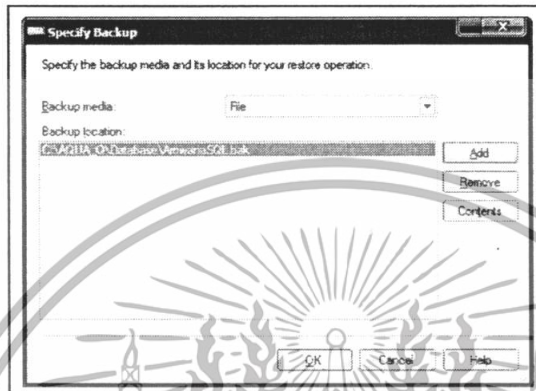 Specify Backup
Specify the backup media and its location for your restore operation.
Backup media: File
Backup location:
Add
Remove
Contents
OK Cancel Help